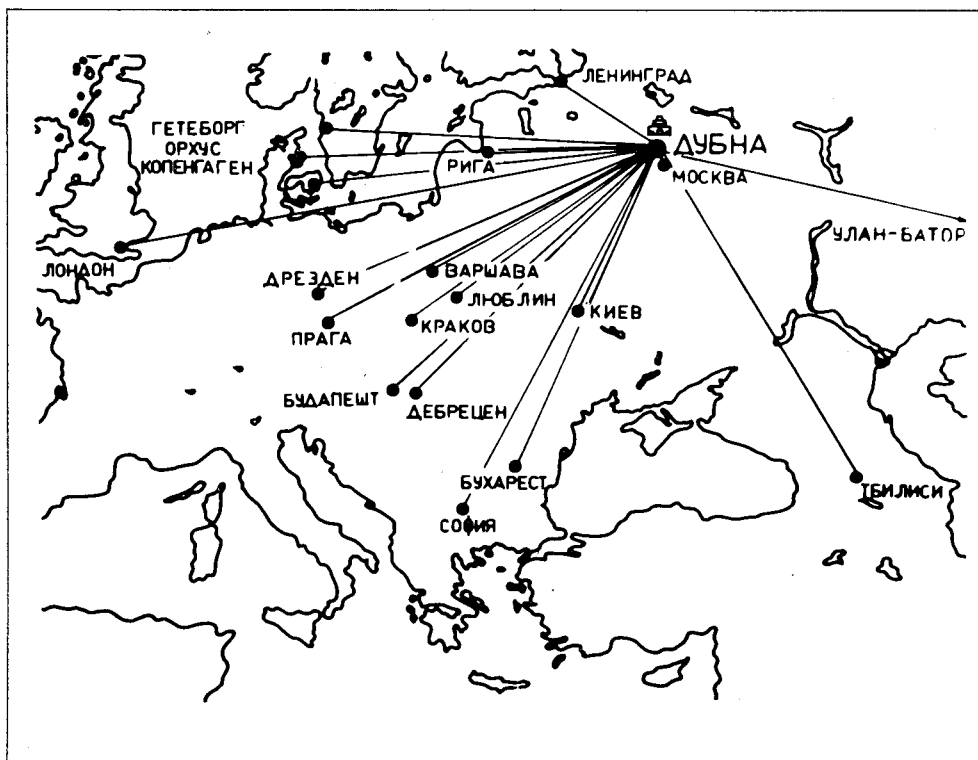 ЛЕНИНГРАД
ГЕТЕБОРГ
ОРХУС
КОПЕНГАГЕН
РИГА
ДУБНА
МОСКВА
УЛАН-БАТОР
ЛОНДОН
ДРЕЗДЕН
ВАРШАВА
ЛЮБЛИН
КИЕВ
ПРАГА
КРАКОВ
БУДАПЕШТ
ДЕБРЕЦЕН
БУХАРЕСТ
ТБИЛИСИ
СОФИЯ